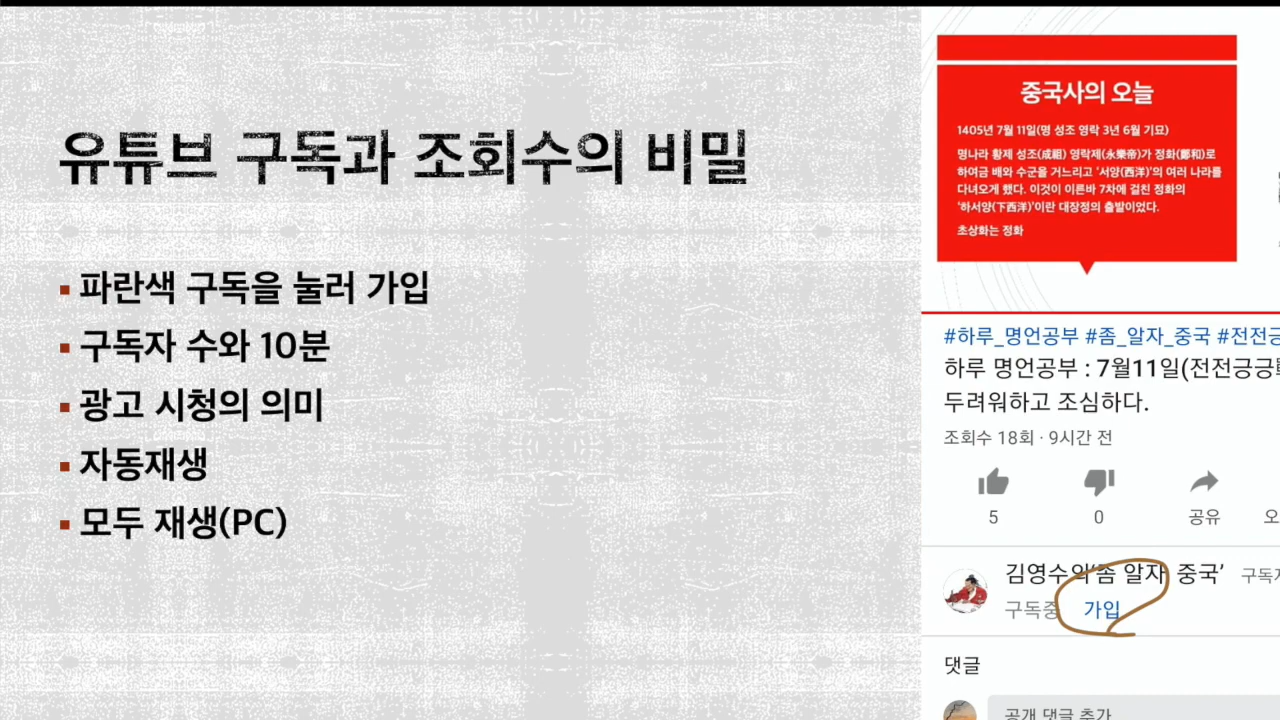 유튜브 구독과 조회수의 비밀
파란색 구독을 눌러 가입
구독자 수와 10분
광고 시청의 의미
자동재생
모두 재생(PC)
중국사의 오늘
1405년 7월 11일(명 성조 영락 3년 6월 기묘)
명나라 황제 성조(成祖) 영락제(永樂帝)가 정화(鄭和)로
하여금 배와 수군을 거느리고 '서양(西洋)'의 여러 나라를
다녀오게 했다. 이것이 이른바 7차에 걸친 정화의
'하서양(下西洋)'이란 대장정의 출발이었다.
초상화는 정화
#하루_명언공부 #좀_알자_중국 #전전긍
하루 명언공부 : 7월11일(전전긍긍
두려워하고 조심하다.
조회수 18회 · 9시간 전
5
0
공유
오
김영수의'좀 알자 중국' 구독자
구독중 가입
댓글
공개 댓글 추가